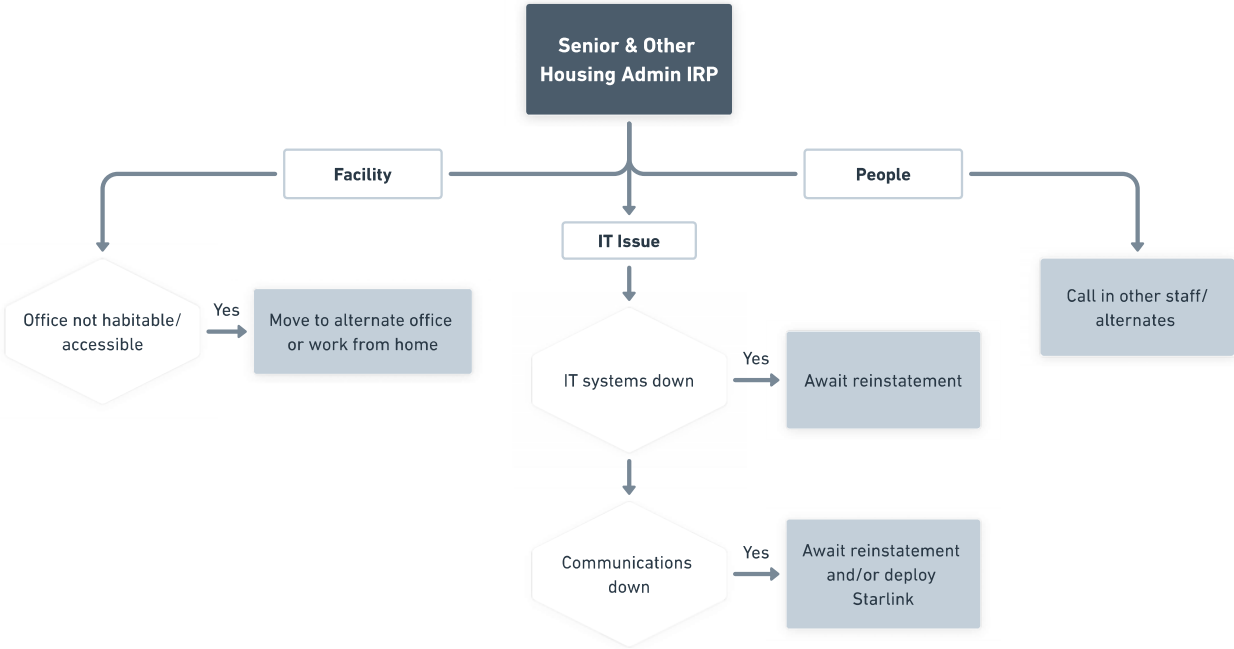 Senior & Other
Housing Admin IRP
Facility
People
IT Issue
Office not habitable/
accessible
Yes
Move to alternate office
or work from home
Call in other staff/
alternates
IT systems down
Yes
Await reinstatement
Communications
down
Yes
Await reinstatement
and/or deploy
Starlink